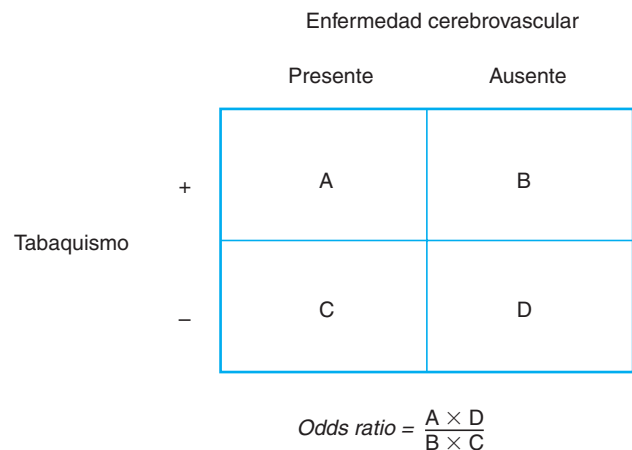 Enfermedad cerebrovascular
Presente Ausente
+ A B
Tabaquismo
– C D
Odds ratio = A × D
B × C